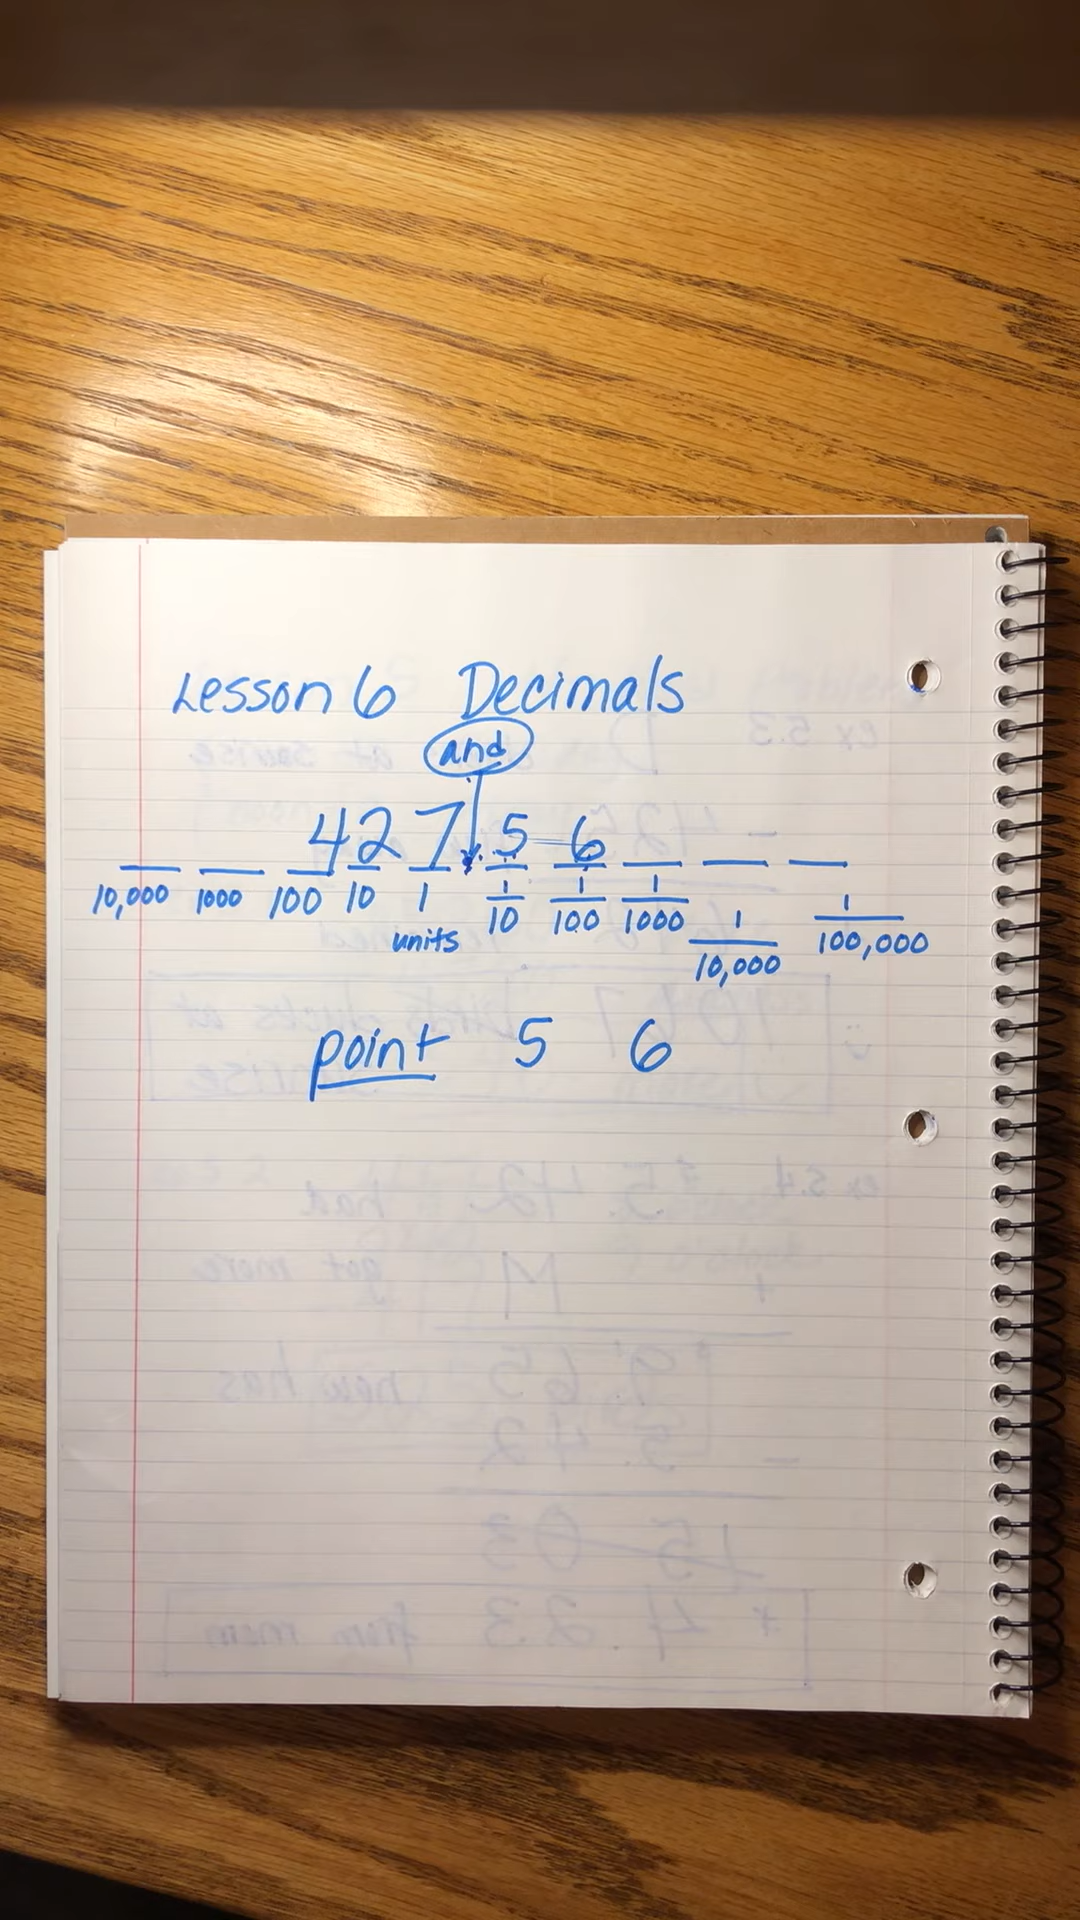 Lesson 6 Decimals
and
427.56
10,000 1000 100 10 1 1/10 1/100 1/1000 1/10,000 1/100,000
units
point 5 6